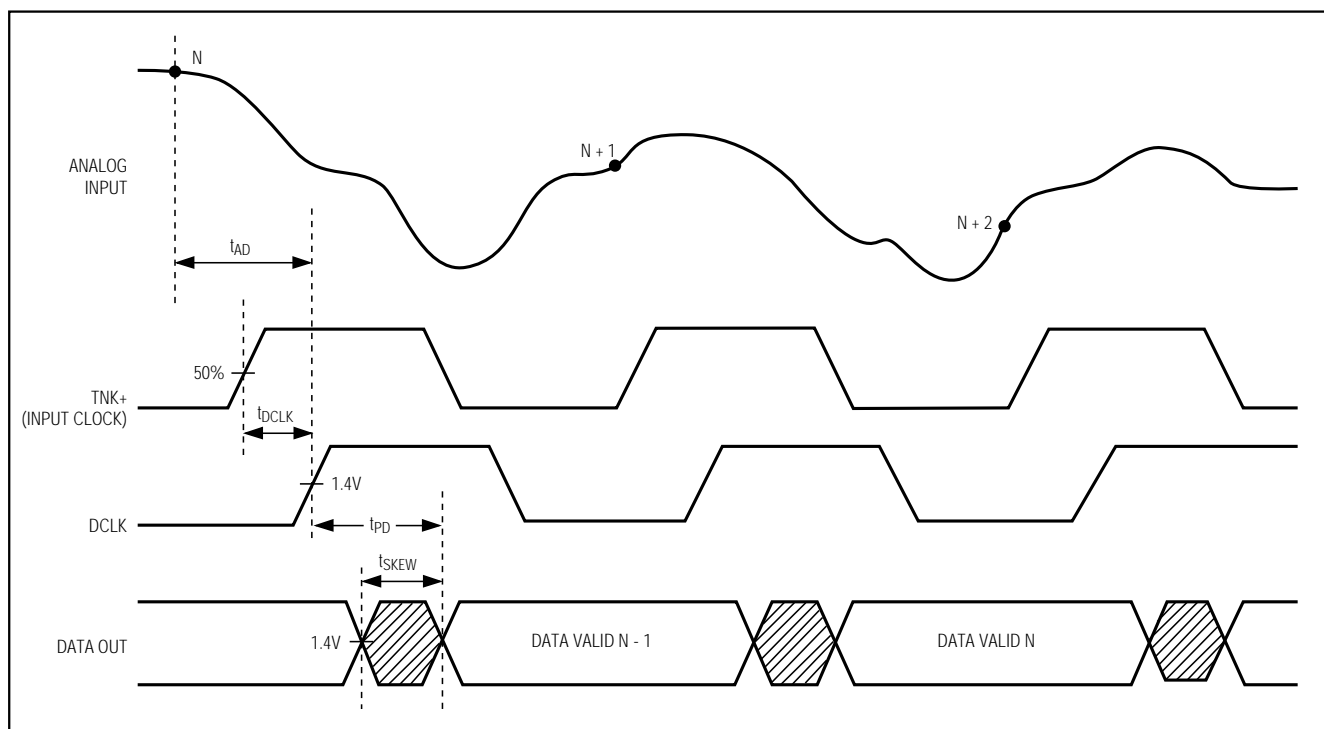 N
ANALOG
INPUT
N + 1
N + 2
tAD
50%
TNK+
(INPUT CLOCK)
tDCLK
1.4V
DCLK
tPD
tSKEW
1.4V
DATA OUT
DATA VALID N - 1
DATA VALID N